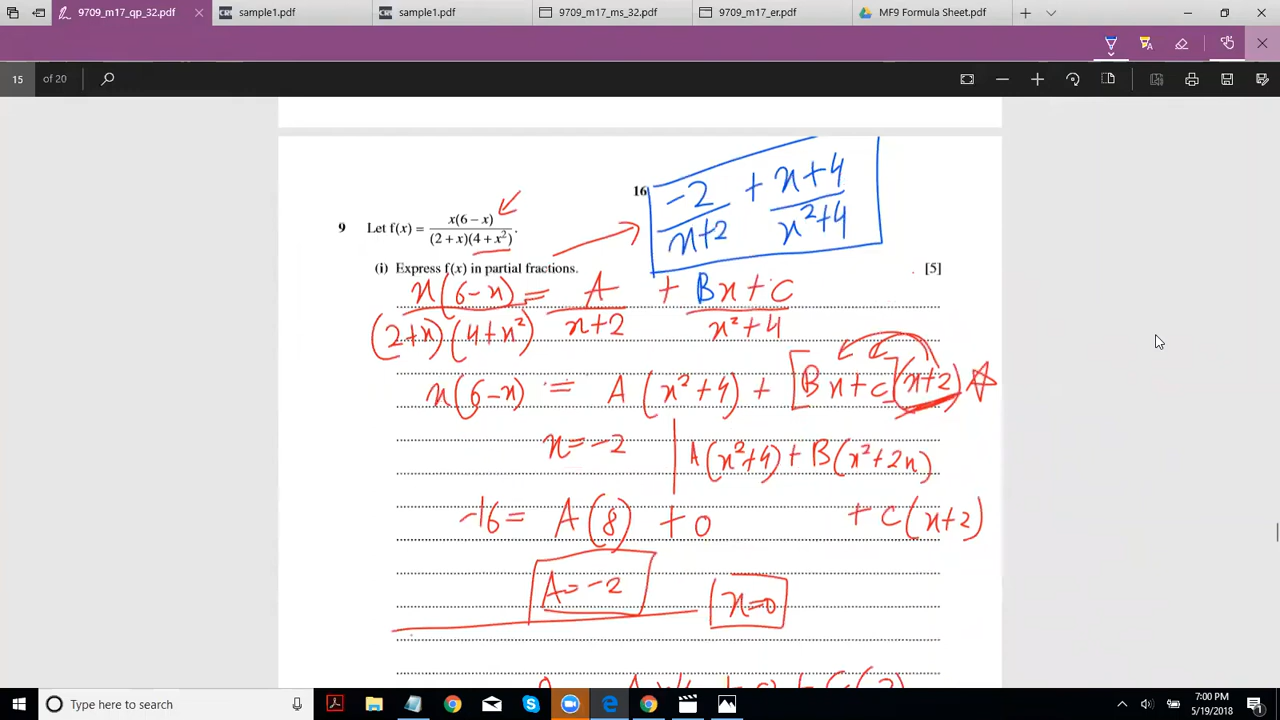 9709_m17_qp_32.pdf
sample1.pdf
sample1.pdf
9709_m17_ms_32.pdf
9709_m17_er.pdf
MF9 Formula Sheet.pdf
15 of 20
16
-2/(x+2) + (x+4)/(x²+4)
9 Let f(x) = x(6 − x)/((2 + x)(4 + x²)).
(i) Express f(x) in partial fractions. [5]
x(6-x)/((2+x)(4+x²)) = A/(x+2) + (Bx+C)/(x²+4)
x(6-x) = A(x²+4) + [Bx+C](x+2)
x=-2
A(x²+4) + B(x²+2x)
-16 = A(8) + 0
+ C(x+2)
A=-2
x=0
Type here to search
7:00 PM
5/19/2018